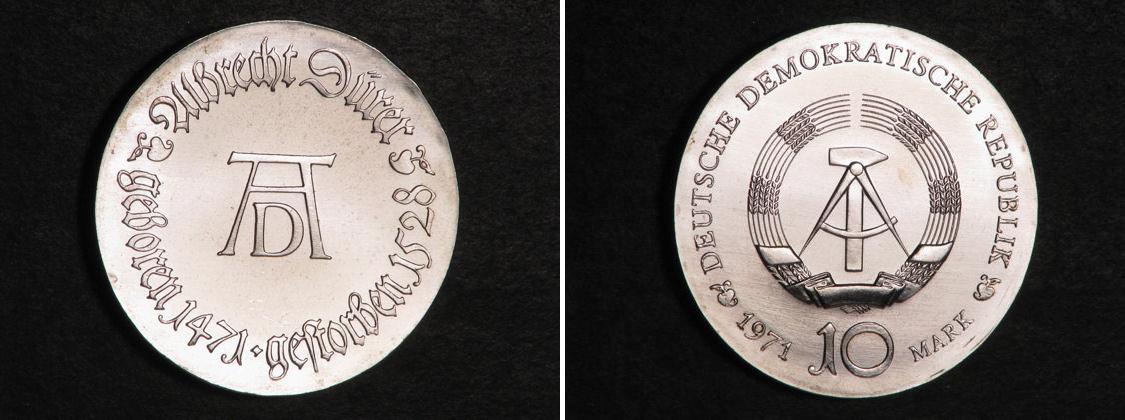 Albrecht Dürer
geboren 1471 · gestorben 1528
AD
DEUTSCHE DEMOKRATISCHE REPUBLIK
1971 10 MARK